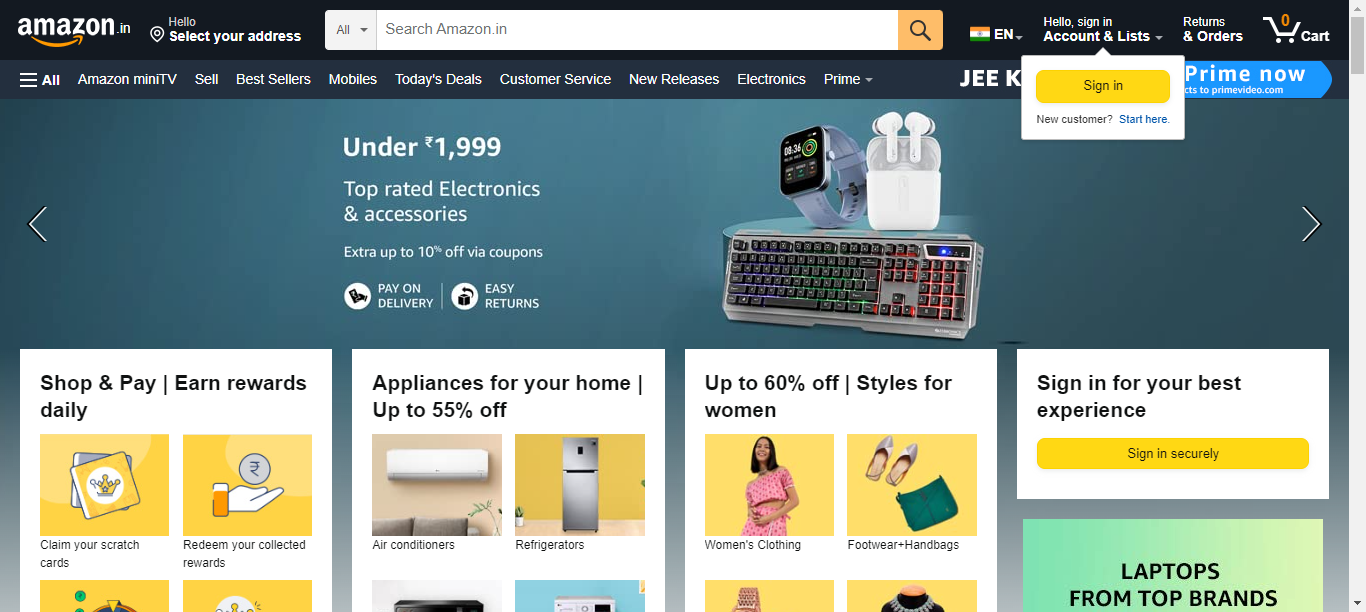 amazon.in
Hello
Select your address
All
Search Amazon.in
EN
Hello, sign in
Account & Lists
Returns
& Orders
0
Cart
All
Amazon miniTV
Sell
Best Sellers
Mobiles
Today's Deals
Customer Service
New Releases
Electronics
Prime
JEE K
Prime now
cts to primevideo.com
Sign in
New customer? Start here.
Under ₹1,999
Top rated Electronics
& accessories
Extra up to 10% off via coupons
PAY ON
DELIVERY
EASY
RETURNS
08:36
Shop & Pay | Earn rewards
daily
Claim your scratch
cards
Redeem your collected
rewards
Appliances for your home |
Up to 55% off
Air conditioners
Refrigerators
Up to 60% off | Styles for
women
Women's Clothing
Footwear+Handbags
Sign in for your best
experience
Sign in securely
LAPTOPS
FROM TOP BRANDS